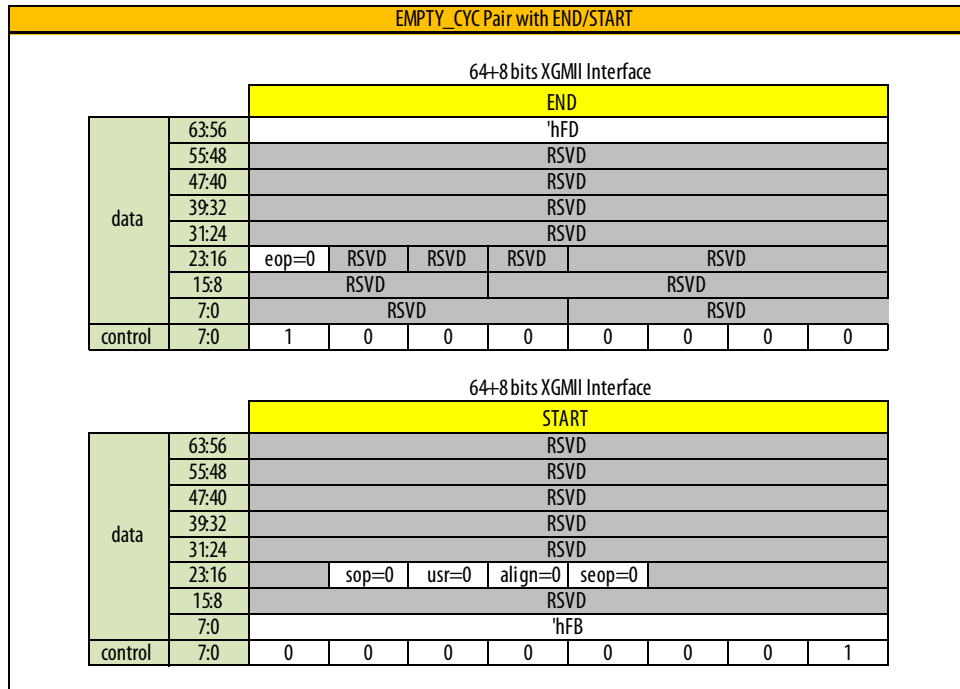 EMPTY_CYC Pair with END/START
64+8 bits XGMII Interface
END
data
63:56 'hFD
55:48 RSVD
47:40 RSVD
39:32 RSVD
31:24 RSVD
23:16 eop=0 RSVD RSVD RSVD RSVD
15:8 RSVD RSVD
7:0 RSVD RSVD
control 7:0 1 0 0 0 0 0 0 0
64+8 bits XGMII Interface
START
data
63:56 RSVD
55:48 RSVD
47:40 RSVD
39:32 RSVD
31:24 RSVD
23:16 sop=0 usr=0 align=0 seop=0
15:8 RSVD
7:0 'hFB
control 7:0 0 0 0 0 0 0 0 1